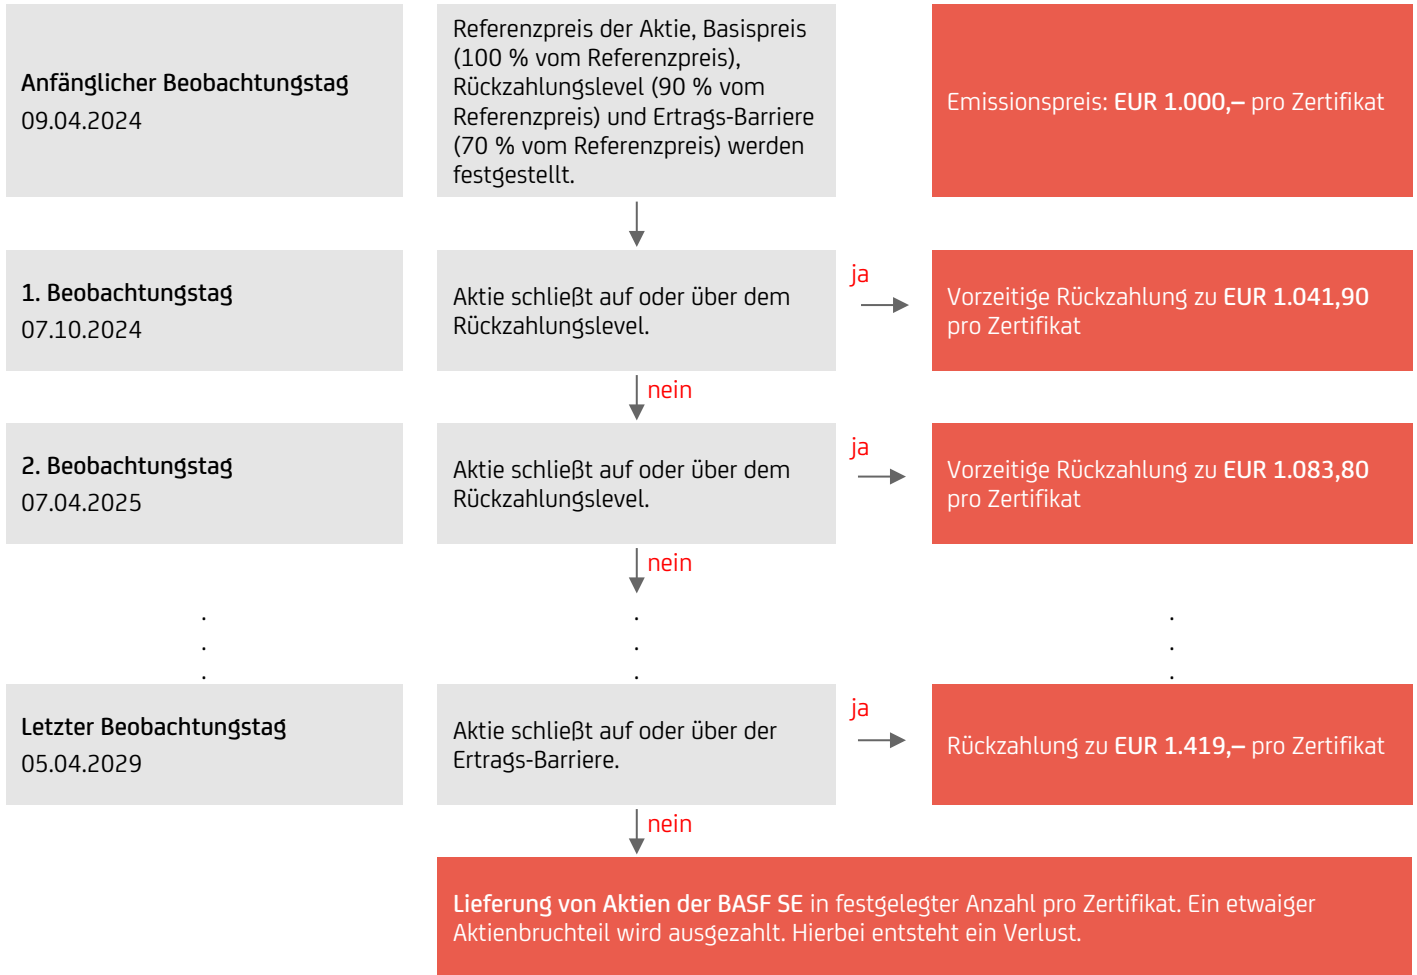 Anfänglicher Beobachtungstag
09.04.2024
Referenzpreis der Aktie, Basispreis
(100 % vom Referenzpreis),
Rückzahlungslevel (90 % vom
Referenzpreis) und Ertrags-Barriere
(70 % vom Referenzpreis) werden
festgestellt.
Emissionspreis: EUR 1.000,– pro Zertifikat
1. Beobachtungstag
07.10.2024
Aktie schließt auf oder über dem
Rückzahlungslevel.
ja
Vorzeitige Rückzahlung zu EUR 1.041,90
pro Zertifikat
nein
2. Beobachtungstag
07.04.2025
Aktie schließt auf oder über dem
Rückzahlungslevel.
ja
Vorzeitige Rückzahlung zu EUR 1.083,80
pro Zertifikat
nein
. . .
. . .
. . .
Letzter Beobachtungstag
05.04.2029
Aktie schließt auf oder über der
Ertrags-Barriere.
ja
Rückzahlung zu EUR 1.419,– pro Zertifikat
nein
Lieferung von Aktien der BASF SE in festgelegter Anzahl pro Zertifikat. Ein etwaiger
Aktienbruchteil wird ausgezahlt. Hierbei entsteht ein Verlust.